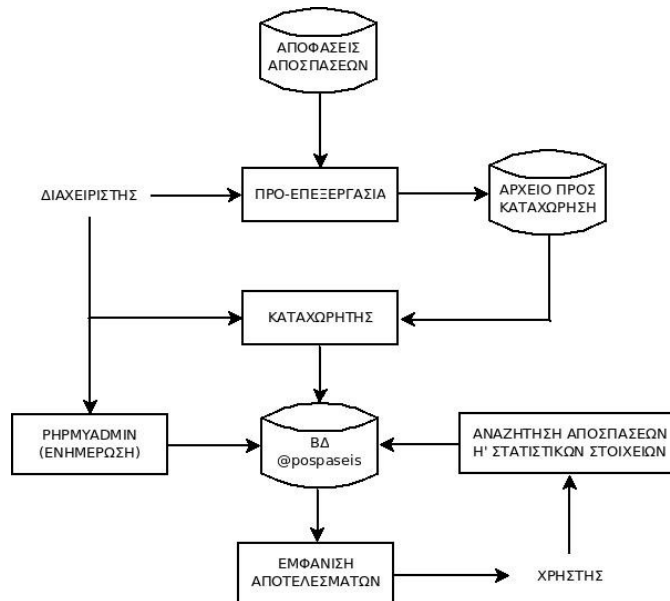 ΑΠΟΦΑΣΕΙΣ
ΑΠΟΣΠΑΣΕΩΝ
ΔΙΑΧΕΙΡΙΣΤΗΣ
ΠΡΟ-ΕΠΕΞΕΡΓΑΣΙΑ
ΑΡΧΕΙΟ ΠΡΟΣ
ΚΑΤΑΧΩΡΗΣΗ
ΚΑΤΑΧΩΡΗΤΗΣ
PHPMYADMIN
(ΕΝΗΜΕΡΩΣΗ)
ΒΔ
@pospaseis
ΑΝΑΖΗΤΗΣΗ ΑΠΟΣΠΑΣΕΩΝ
Η' ΣΤΑΤΙΣΤΙΚΩΝ ΣΤΟΙΧΕΙΩΝ
ΕΜΦΑΝΙΣΗ
ΑΠΟΤΕΛΕΣΜΑΤΩΝ
ΧΡΗΣΤΗΣ